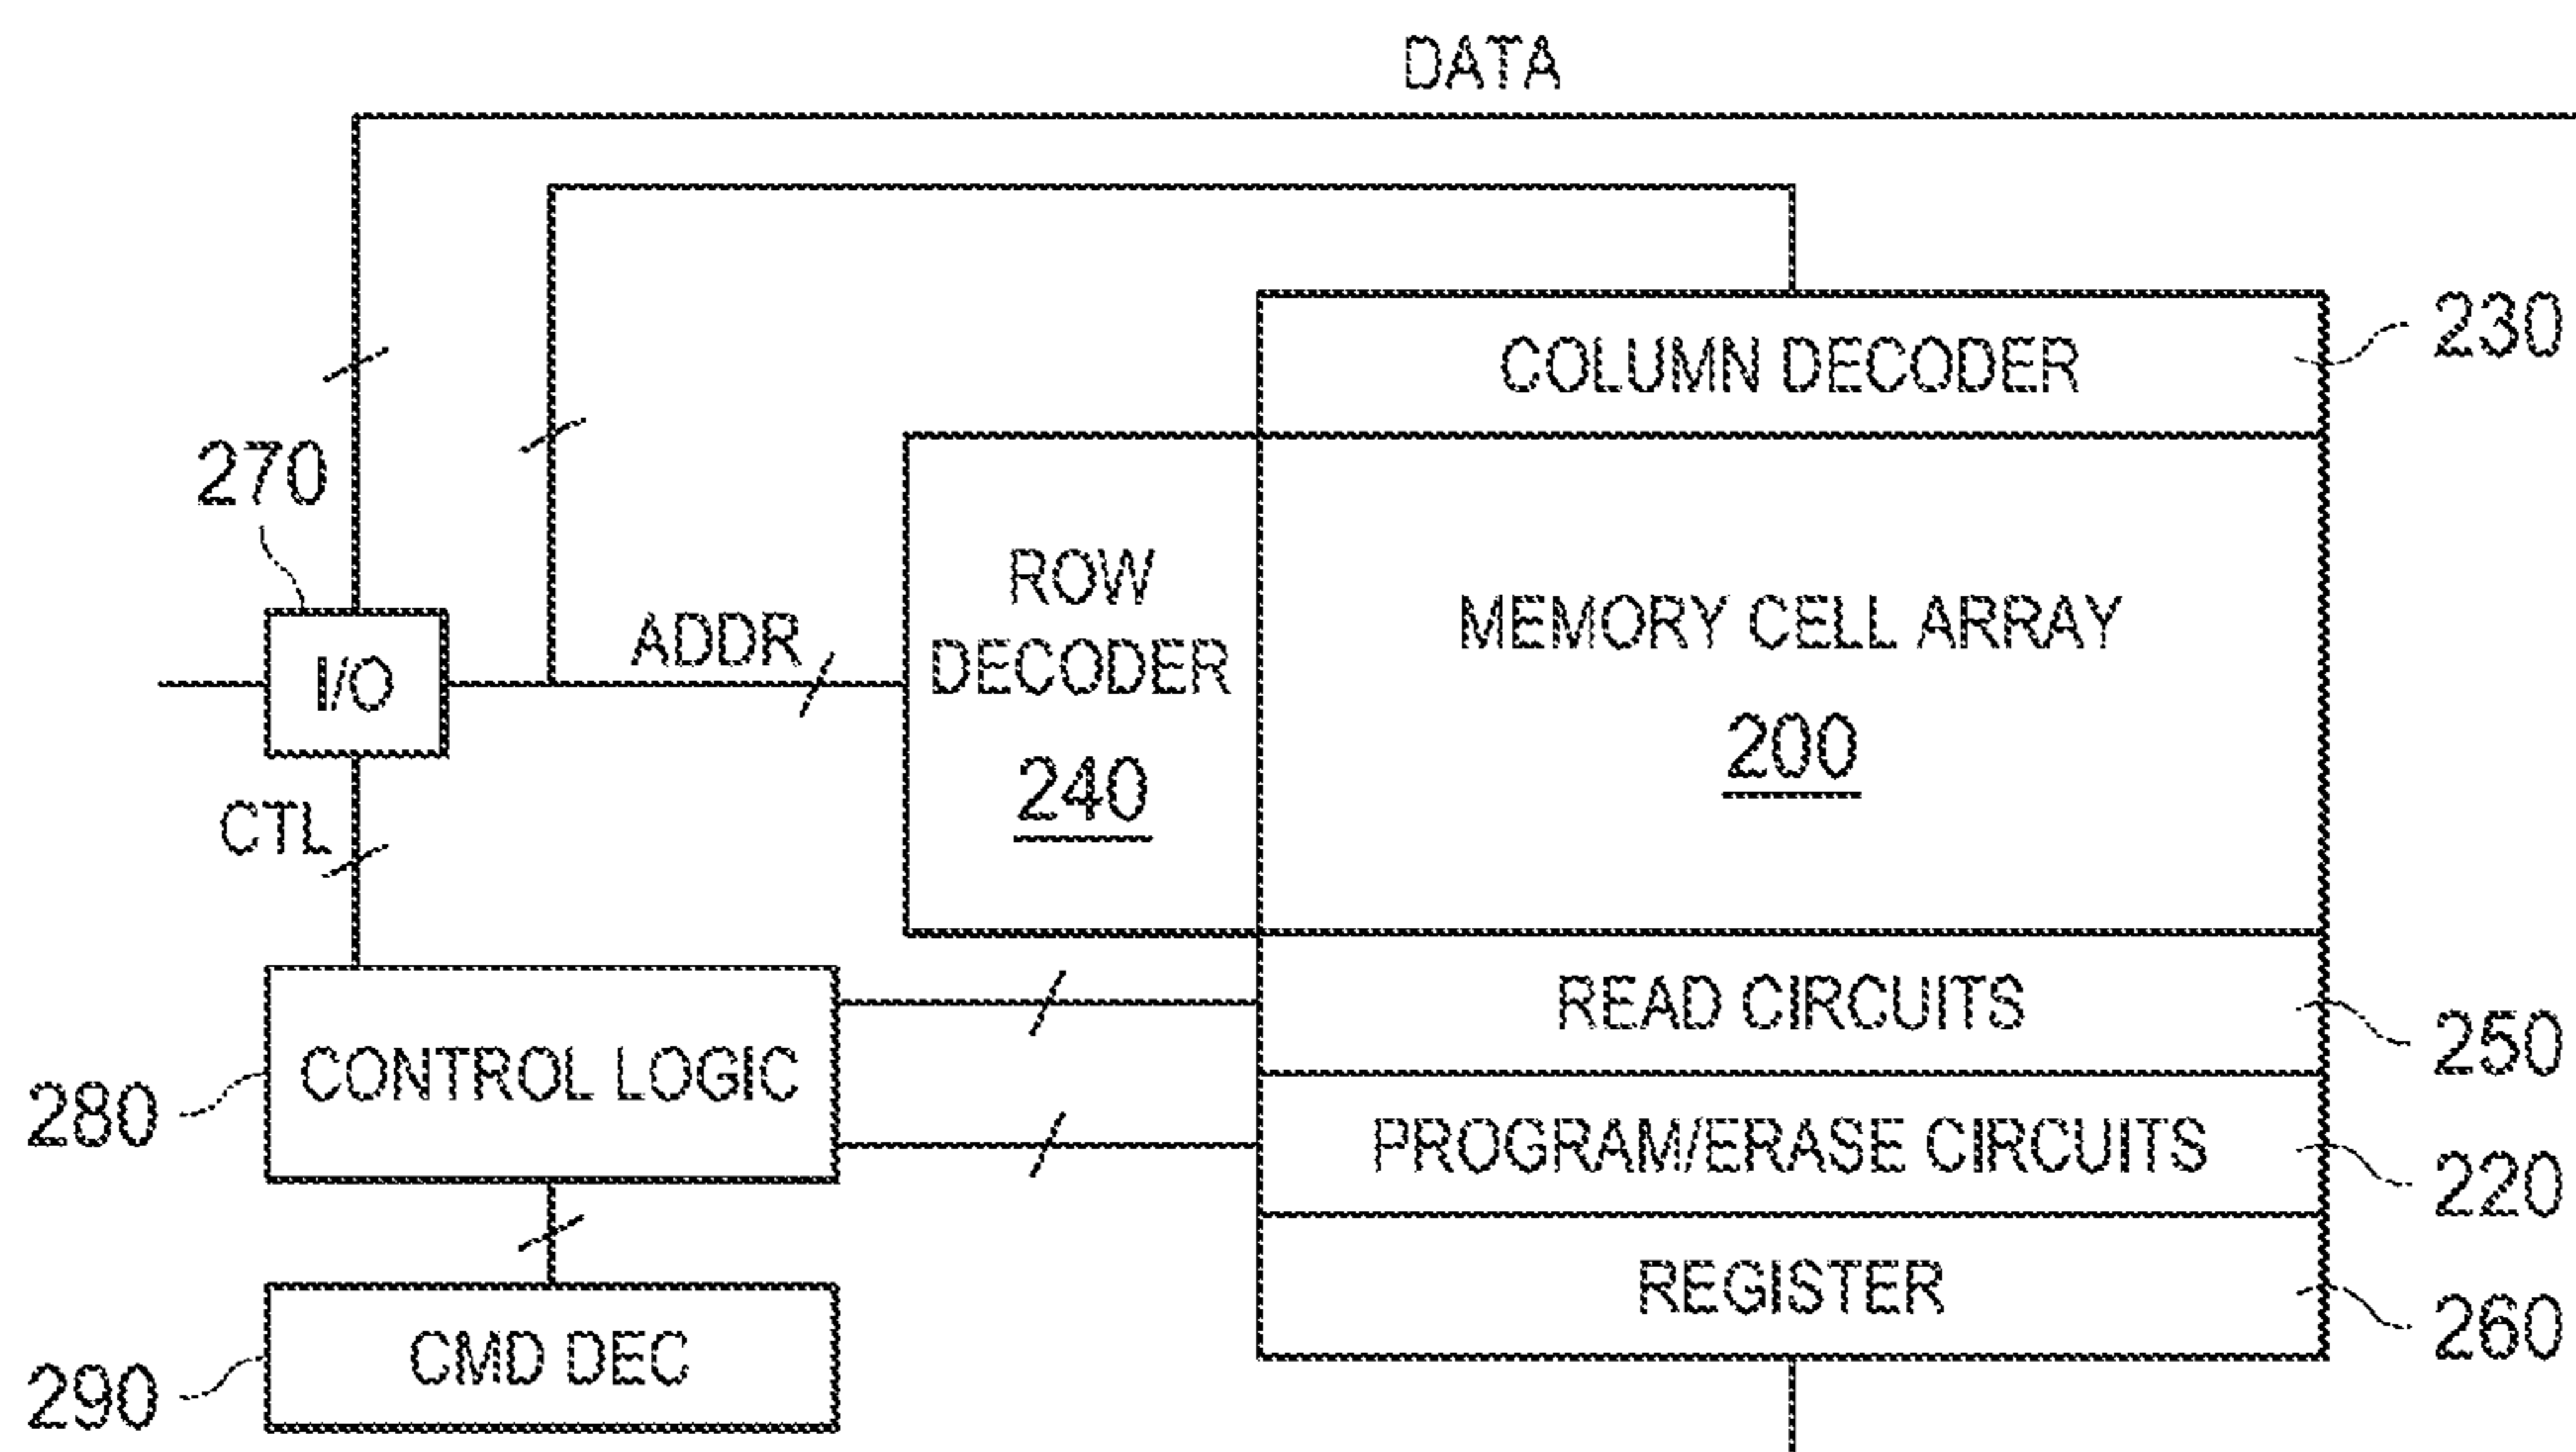 DATA
COLUMN DECODER
230
270
ROW
DECODER
240
MEMORY CELL ARRAY
200
ADDR
I/O
CTL
READ CIRCUITS
250
CONTROL LOGIC
280
PROGRAM/ERASE CIRCUITS
220
REGISTER
260
CMD DEC
290